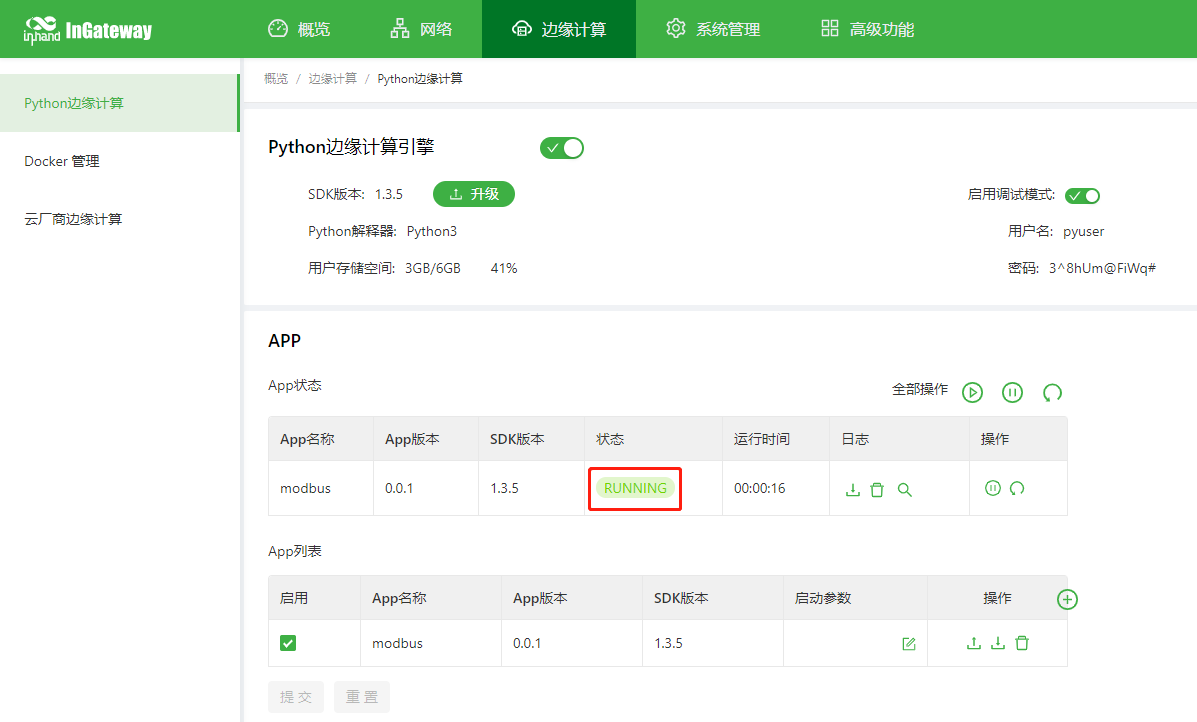 inhand InGateway 概览 网络 边缘计算 系统管理 高级功能
概览 / 边缘计算 / Python边缘计算
Python边缘计算
Docker 管理
云厂商边缘计算
Python边缘计算引擎
SDK版本: 1.3.5 升级 启用调试模式:
Python解释器: Python3 用户名: pyuser
用户存储空间: 3GB/6GB 41% 密码: 3^8hUm@FiWq#
APP
App状态 全部操作
App名称 App版本 SDK版本 状态 运行时间 日志 操作
modbus 0.0.1 1.3.5 RUNNING 00:00:16
App列表
启用 App名称 App版本 SDK版本 启动参数 操作
modbus 0.0.1 1.3.5
提 交 重 置